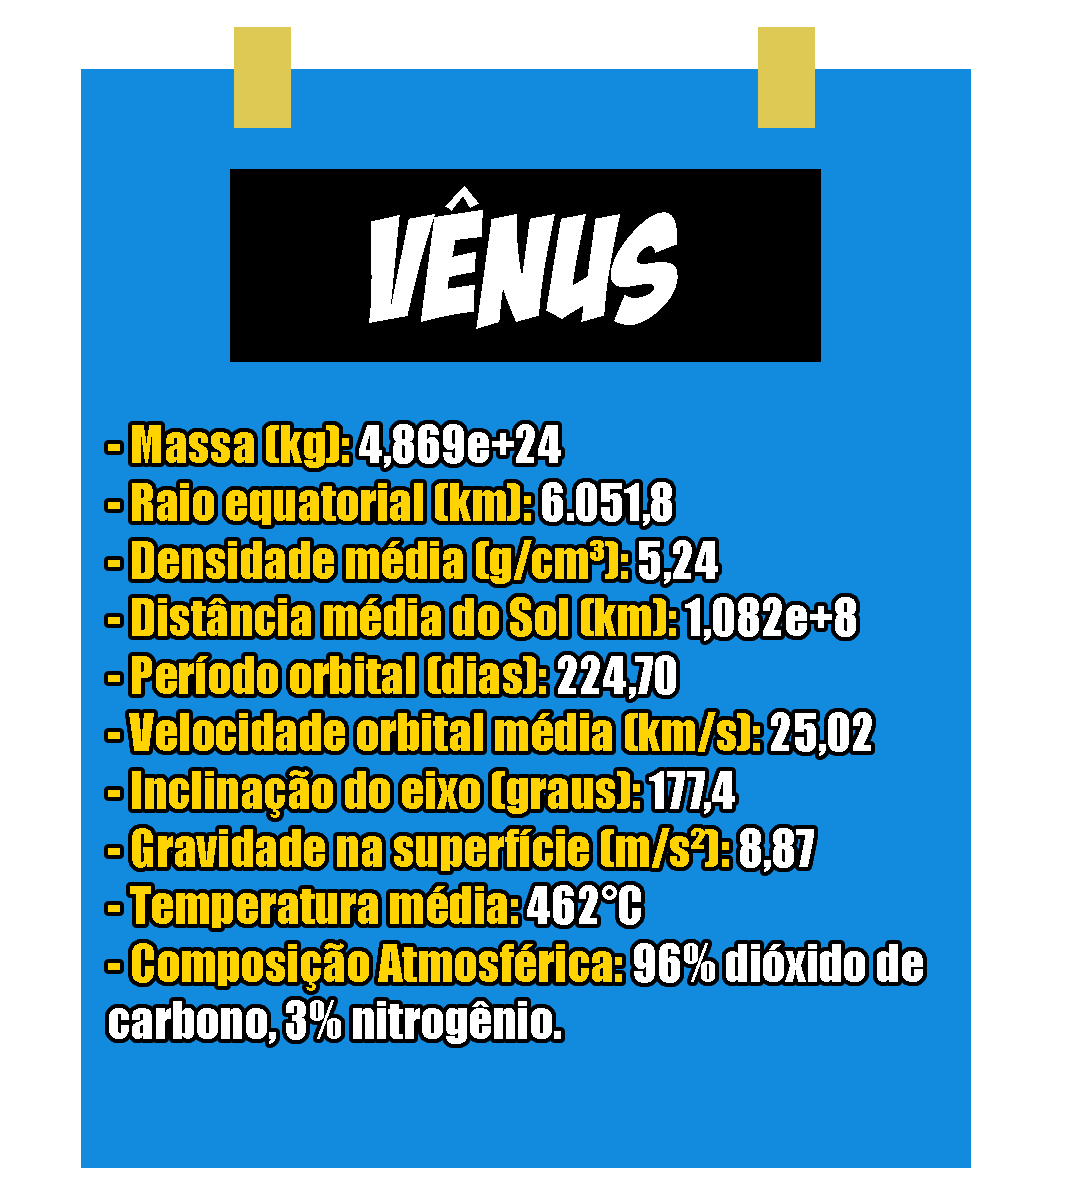 VÊNUS
- Massa (kg): 4,869e+24
- Raio equatorial (km): 6.051,8
- Densidade média (g/cm³): 5,24
- Distância média do Sol (km): 1,082e+8
- Período orbital (dias): 224,70
- Velocidade orbital média (km/s): 25,02
- Inclinação do eixo (graus): 177,4
- Gravidade na superfície (m/s²): 8,87
- Temperatura média: 462°C
- Composição Atmosférica: 96% dióxido de
carbono, 3% nitrogênio.